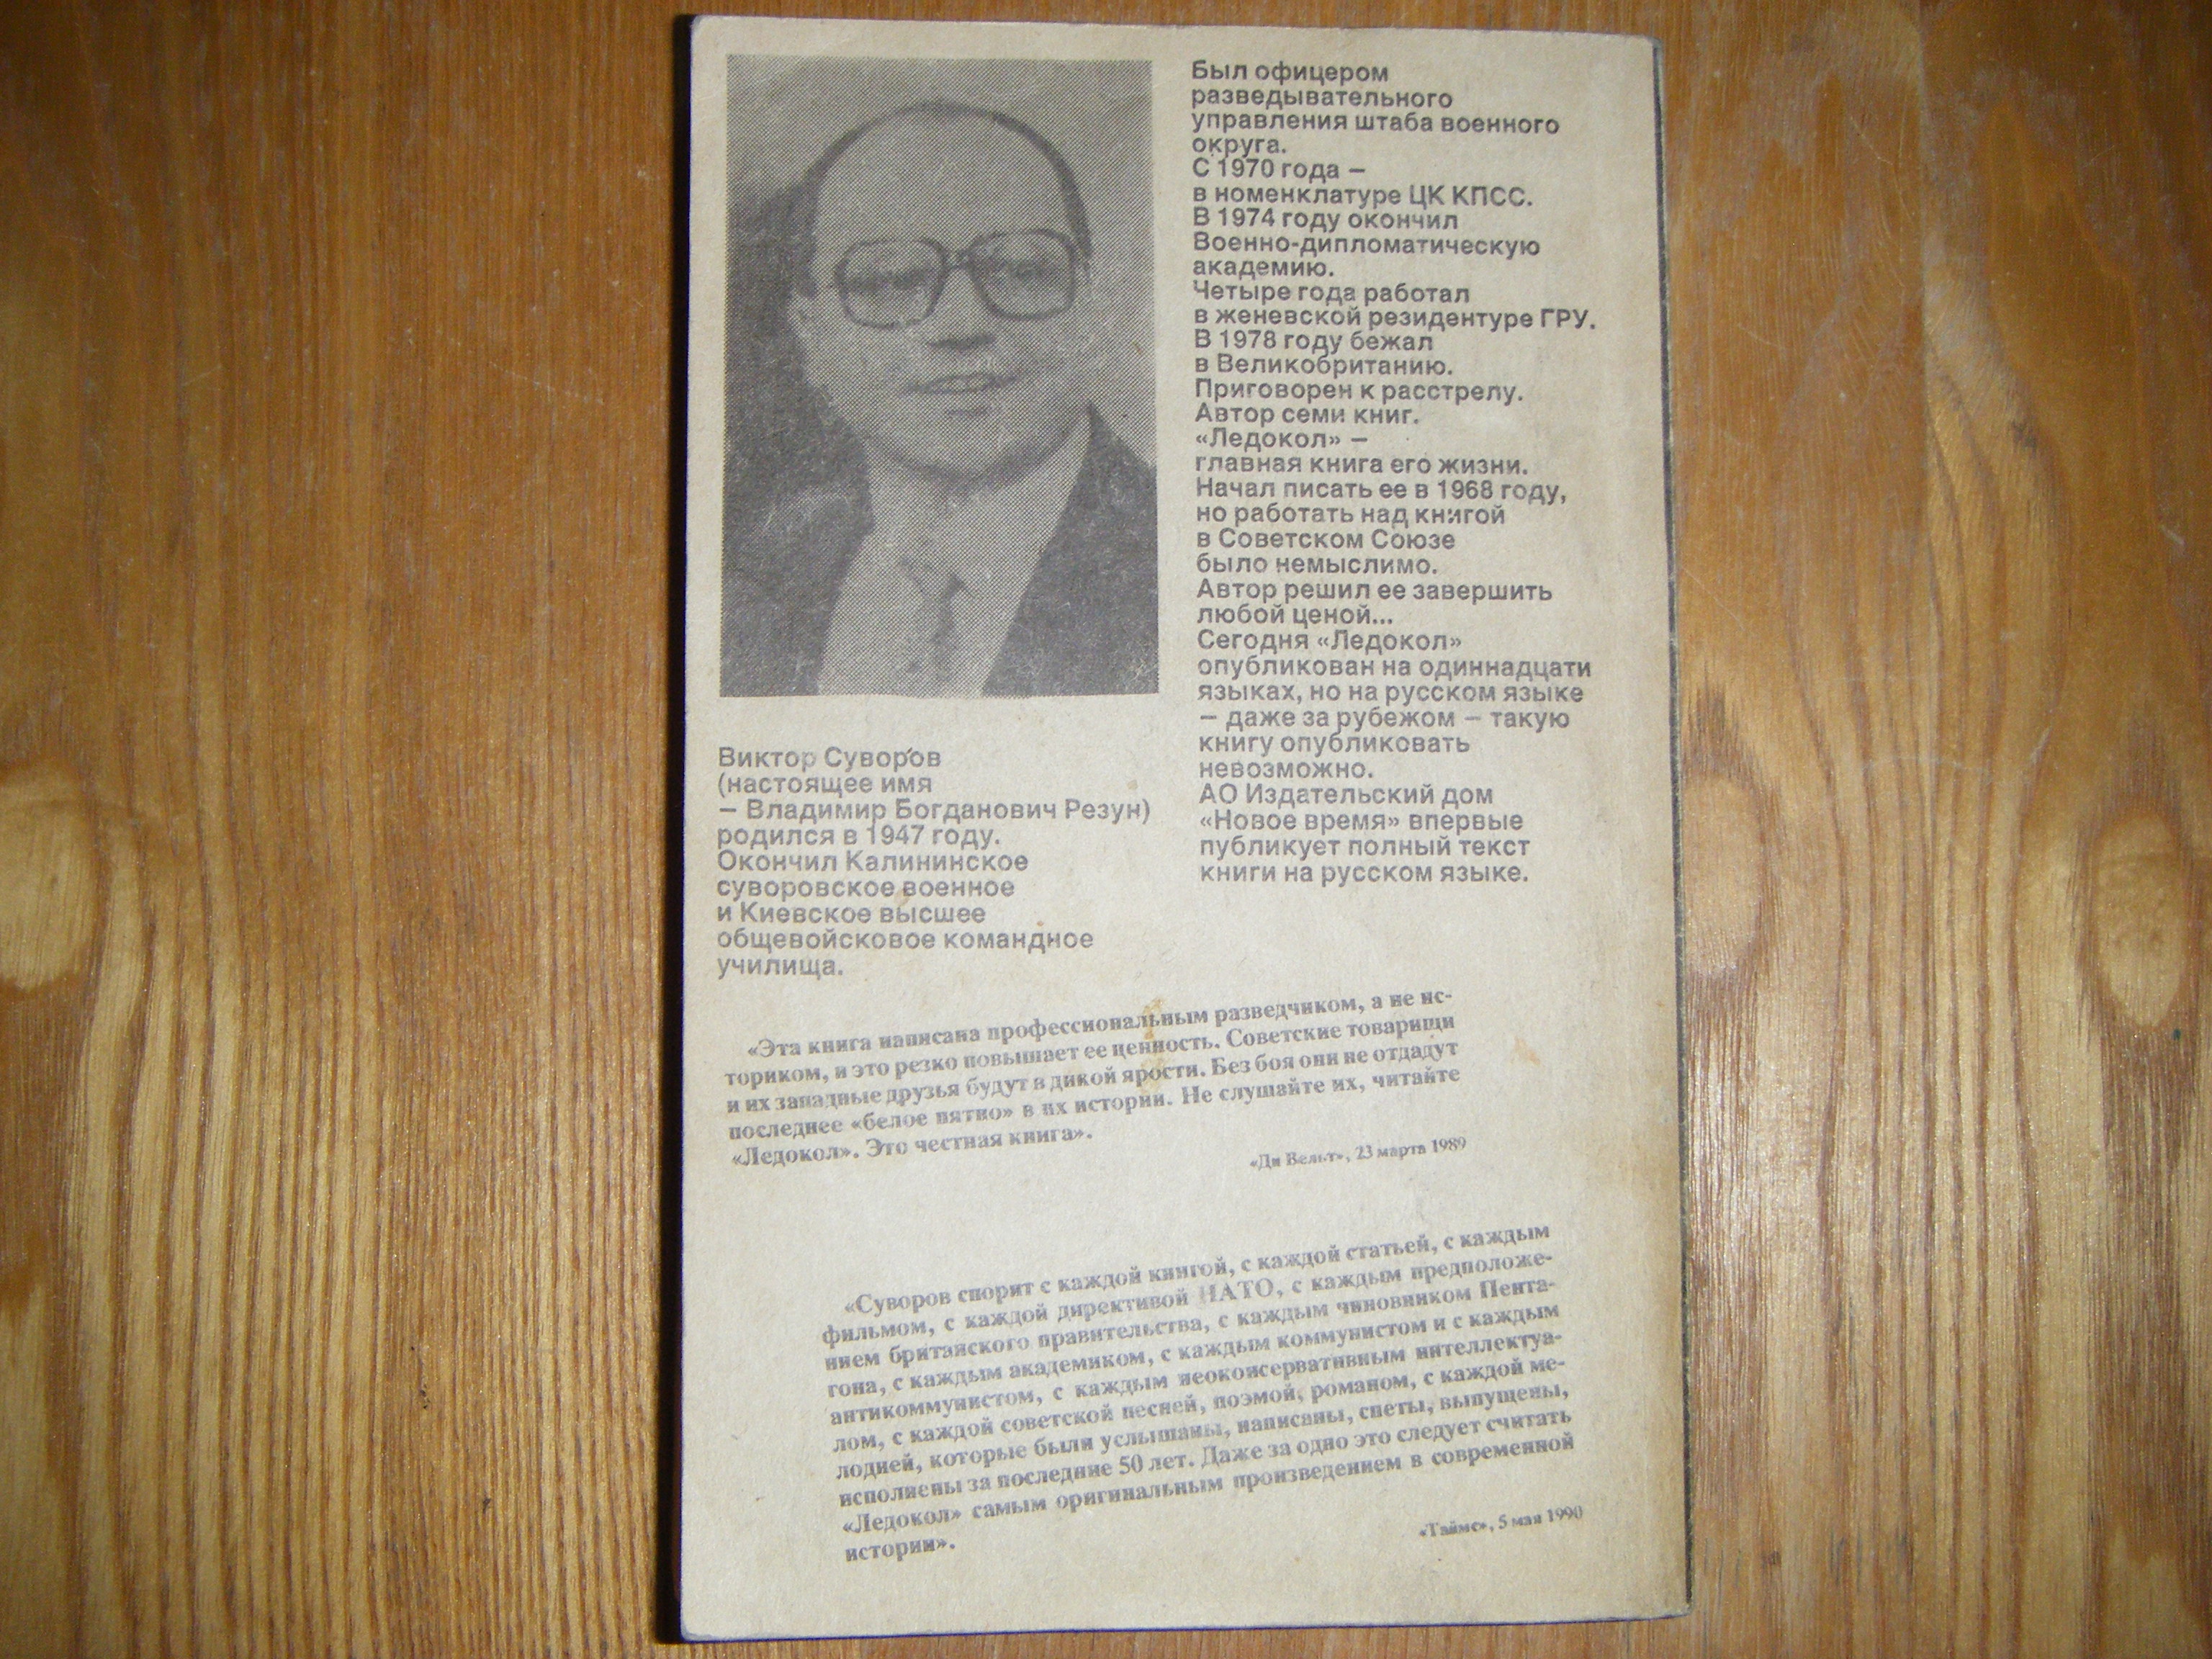 Виктор Суворов
(настоящее имя
– Владимир Богданович Резун)
родился в 1947 году.
Окончил Калининское
суворовское военное
и Киевское высшее
общевойсковое командное
училища.
Был офицером
разведывательного
управления штаба военного
округа.
С 1970 года –
в номенклатуре ЦК КПСС.
В 1974 году окончил
Военно-дипломатическую
академию.
Четыре года работал
в женевской резидентуре ГРУ.
В 1978 году бежал
в Великобританию.
Приговорен к расстрелу.
Автор семи книг.
«Ледокол» –
главная книга его жизни.
Начал писать ее в 1968 году,
но работать над книгой
в Советском Союзе
было немыслимо.
Автор решил ее завершить
любой ценой...
Сегодня «Ледокол»
опубликован на одиннадцати
языках, но на русском языке
– даже за рубежом – такую
книгу опубликовать
невозможно.
АО Издательский дом
«Новое время» впервые
публикует полный текст
книги на русском языке.
«Эта книга написана профессиональным разведчиком, а не ис-
ториком, и это резко повышает ее ценность. Советские товарищи
и их западные друзья будут в дикой ярости. Без боя они не отдадут
последнее «белое пятно» в их истории. Не слушайте их, читайте
«Ледокол». Это честная книга».
«Ди Вельт», 23 марта 1989
«Суворов спорит с каждой книгой, с каждой статьей, с каждым
фильмом, с каждой директивой НАТО, с каждым предположе-
нием британского правительства, с каждым чиновником Пента-
гона, с каждым академиком, с каждым коммунистом и с каждым
антикоммунистом, с каждым неоконсервативным интеллектуа-
лом, с каждой советской песней, поэмой, романом, с каждой ме-
лодией, которые были услышаны, написаны, спеты, выпущены,
исполнены за последние 50 лет. Даже за одно это следует считать
«Ледокол» самым оригинальным произведением в современной
истории».
«Таймс», 5 мая 1990